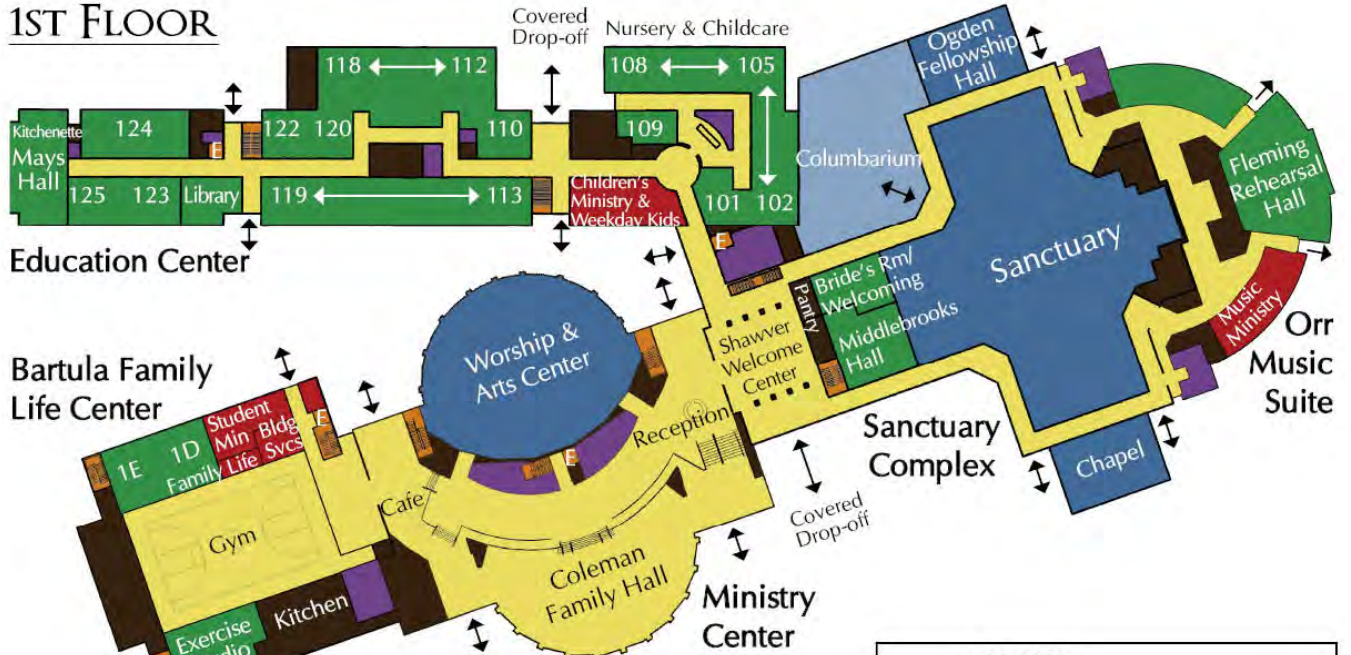 1ST FLOOR
Covered
Drop-off
Nursery & Childcare
118 112
108 105
Ogden
Fellowship
Hall
Kitchenette
124
122 120
110
109
E
Mays
Hall
125 123
Library
119 113
Children's
Ministry &
Weekday Kids
101 102
Columbarium
Fleming
Rehearsal
Hall
Education Center
E
Sanctuary
Bride's Rm/
Welcoming
Pantry
Middlebrooks
Hall
Music
Ministry
Orr
Music
Suite
Shawver
Welcome
Center
Worship &
Arts Center
Bartula Family
Life Center
Student
Min
Bldg
Svcs
E
1E
1D
Family
Life
Reception
E
Sanctuary
Complex
Chapel
Cafe
Gym
Covered
Drop-off
Coleman
Family Hall
Kitchen
Ministry
Center
Exercise